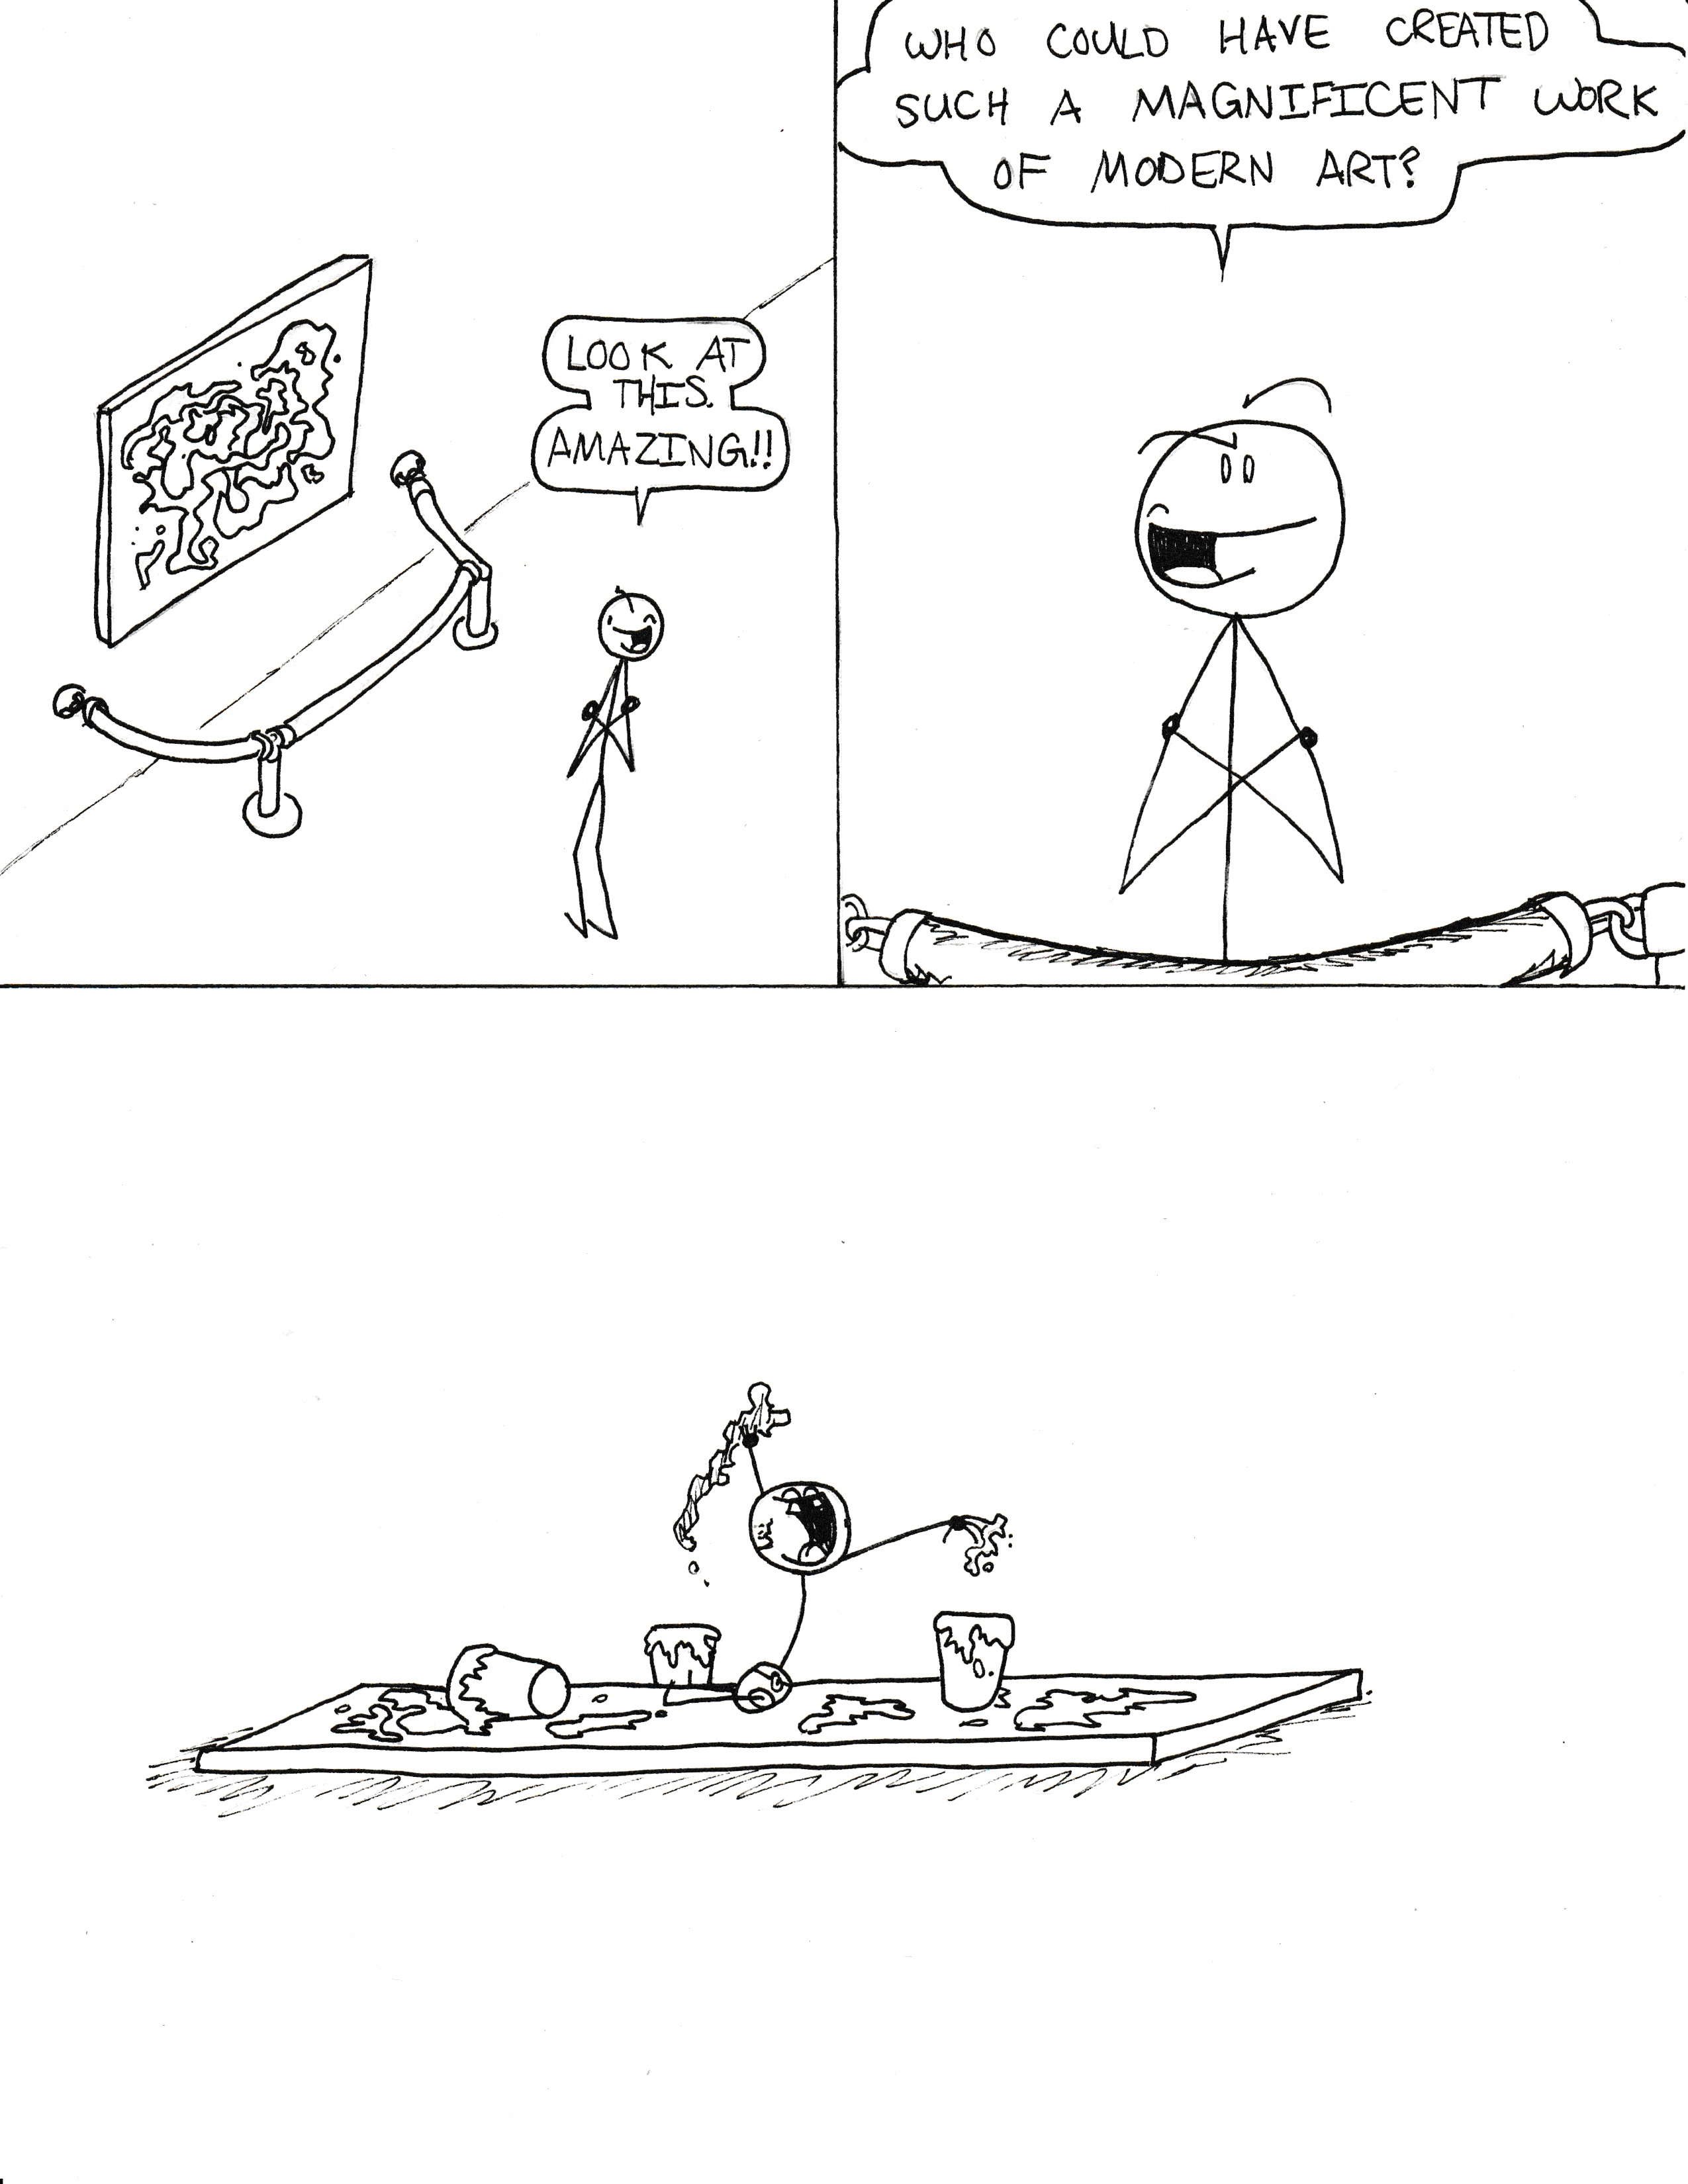 LOOK AT
THIS.
AMAZING!!
WHO COULD HAVE CREATED
SUCH A MAGNIFICENT WORK
OF MODERN ART?